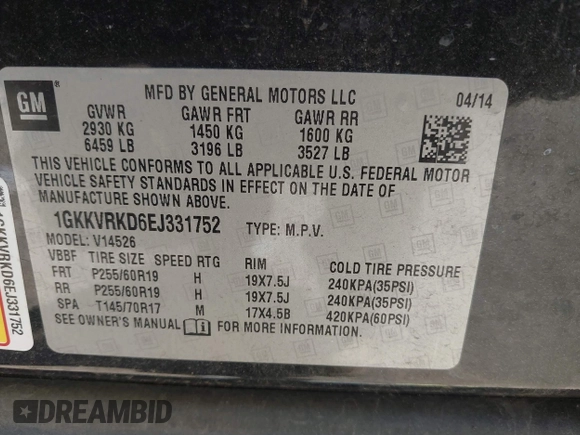 GM
MFD BY GENERAL MOTORS LLC 04/14
GVWR GAWR FRT GAWR RR
2930 KG 1450 KG 1600 KG
6459 LB 3196 LB 3527 LB
THIS VEHICLE CONFORMS TO ALL APPLICABLE U.S. FEDERAL MOTOR
VEHICLE SAFETY STANDARDS IN EFFECT ON THE DATE OF
MANUFACTURE SHOWN ABOVE.
1GKKVRKD6EJ331752 TYPE: M.P.V.
MODEL: V14526
VBBF TIRE SIZE SPEED RTG RIM COLD TIRE PRESSURE
FRT P255/60R19 H 19X7.5J 240KPA(35PSI)
RR P255/60R19 H 19X7.5J 240KPA(35PSI)
SPA T145/70R17 M 17X4.5B 420KPA(60PSI)
SEE OWNER'S MANUAL FOR MORE INFORMATION
1GKKVRKD6EJ331752
DREAMBID